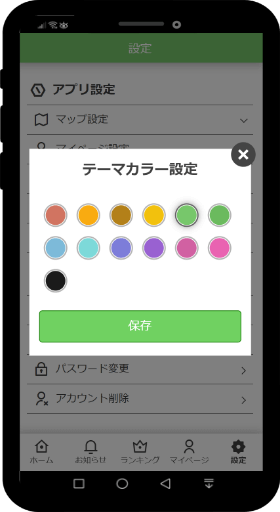 設定
アプリ設定
マップ設定
マイページ設定
テーマカラー設定
保存
パスワード変更
アカウント削除
ホーム
お知らせ
ランキング
マイページ
設定